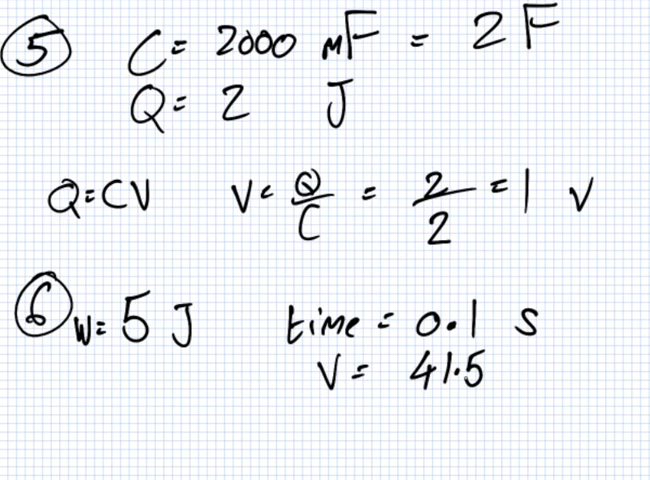 ⑤ C = 2000 mF = 2 F
Q = 2 J
Q = CV V = Q/C = 2/2 = 1 V
⑥ W = 5 J time = 0.1 s
V = 41.5